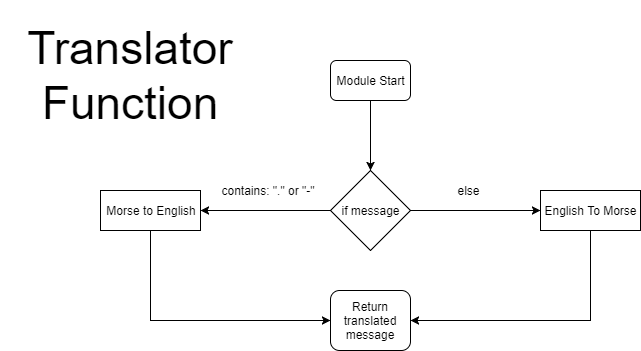 Translator
Function
Module Start
contains: "." or "-"
else
Morse to English
if message
English To Morse
Return
translated
message